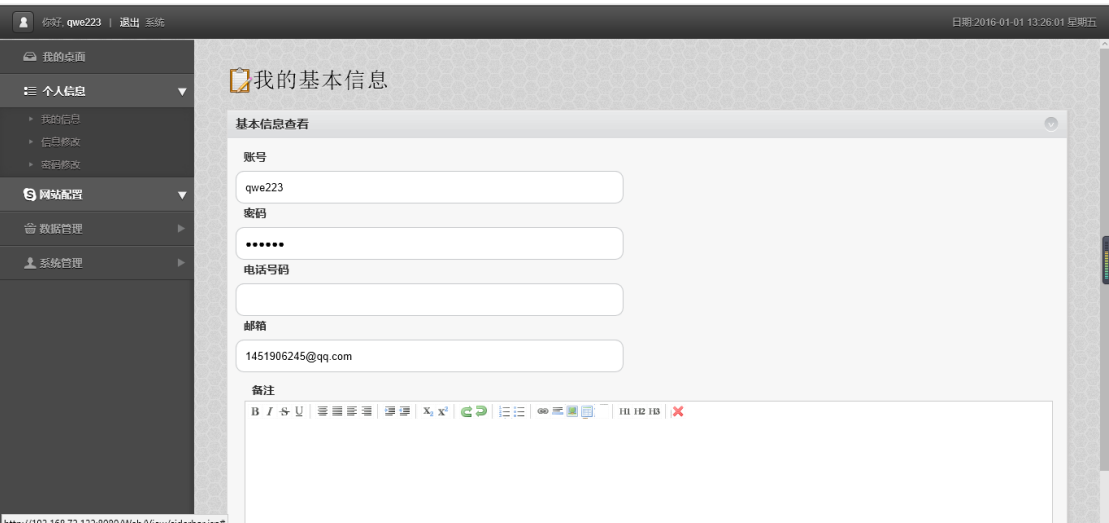 你好, qwe223 | 退出 系统
日期:2016-01-01 13:26:01 星期五
我的桌面
个人信息
我的信息
信息修改
密码修改
网站配置
数据管理
系统管理
我的基本信息
基本信息查看
账号
qwe223
密码
••••••
电话号码
邮箱
1451906245@qq.com
备注
B I S U X₂ x² H1 H2 H3